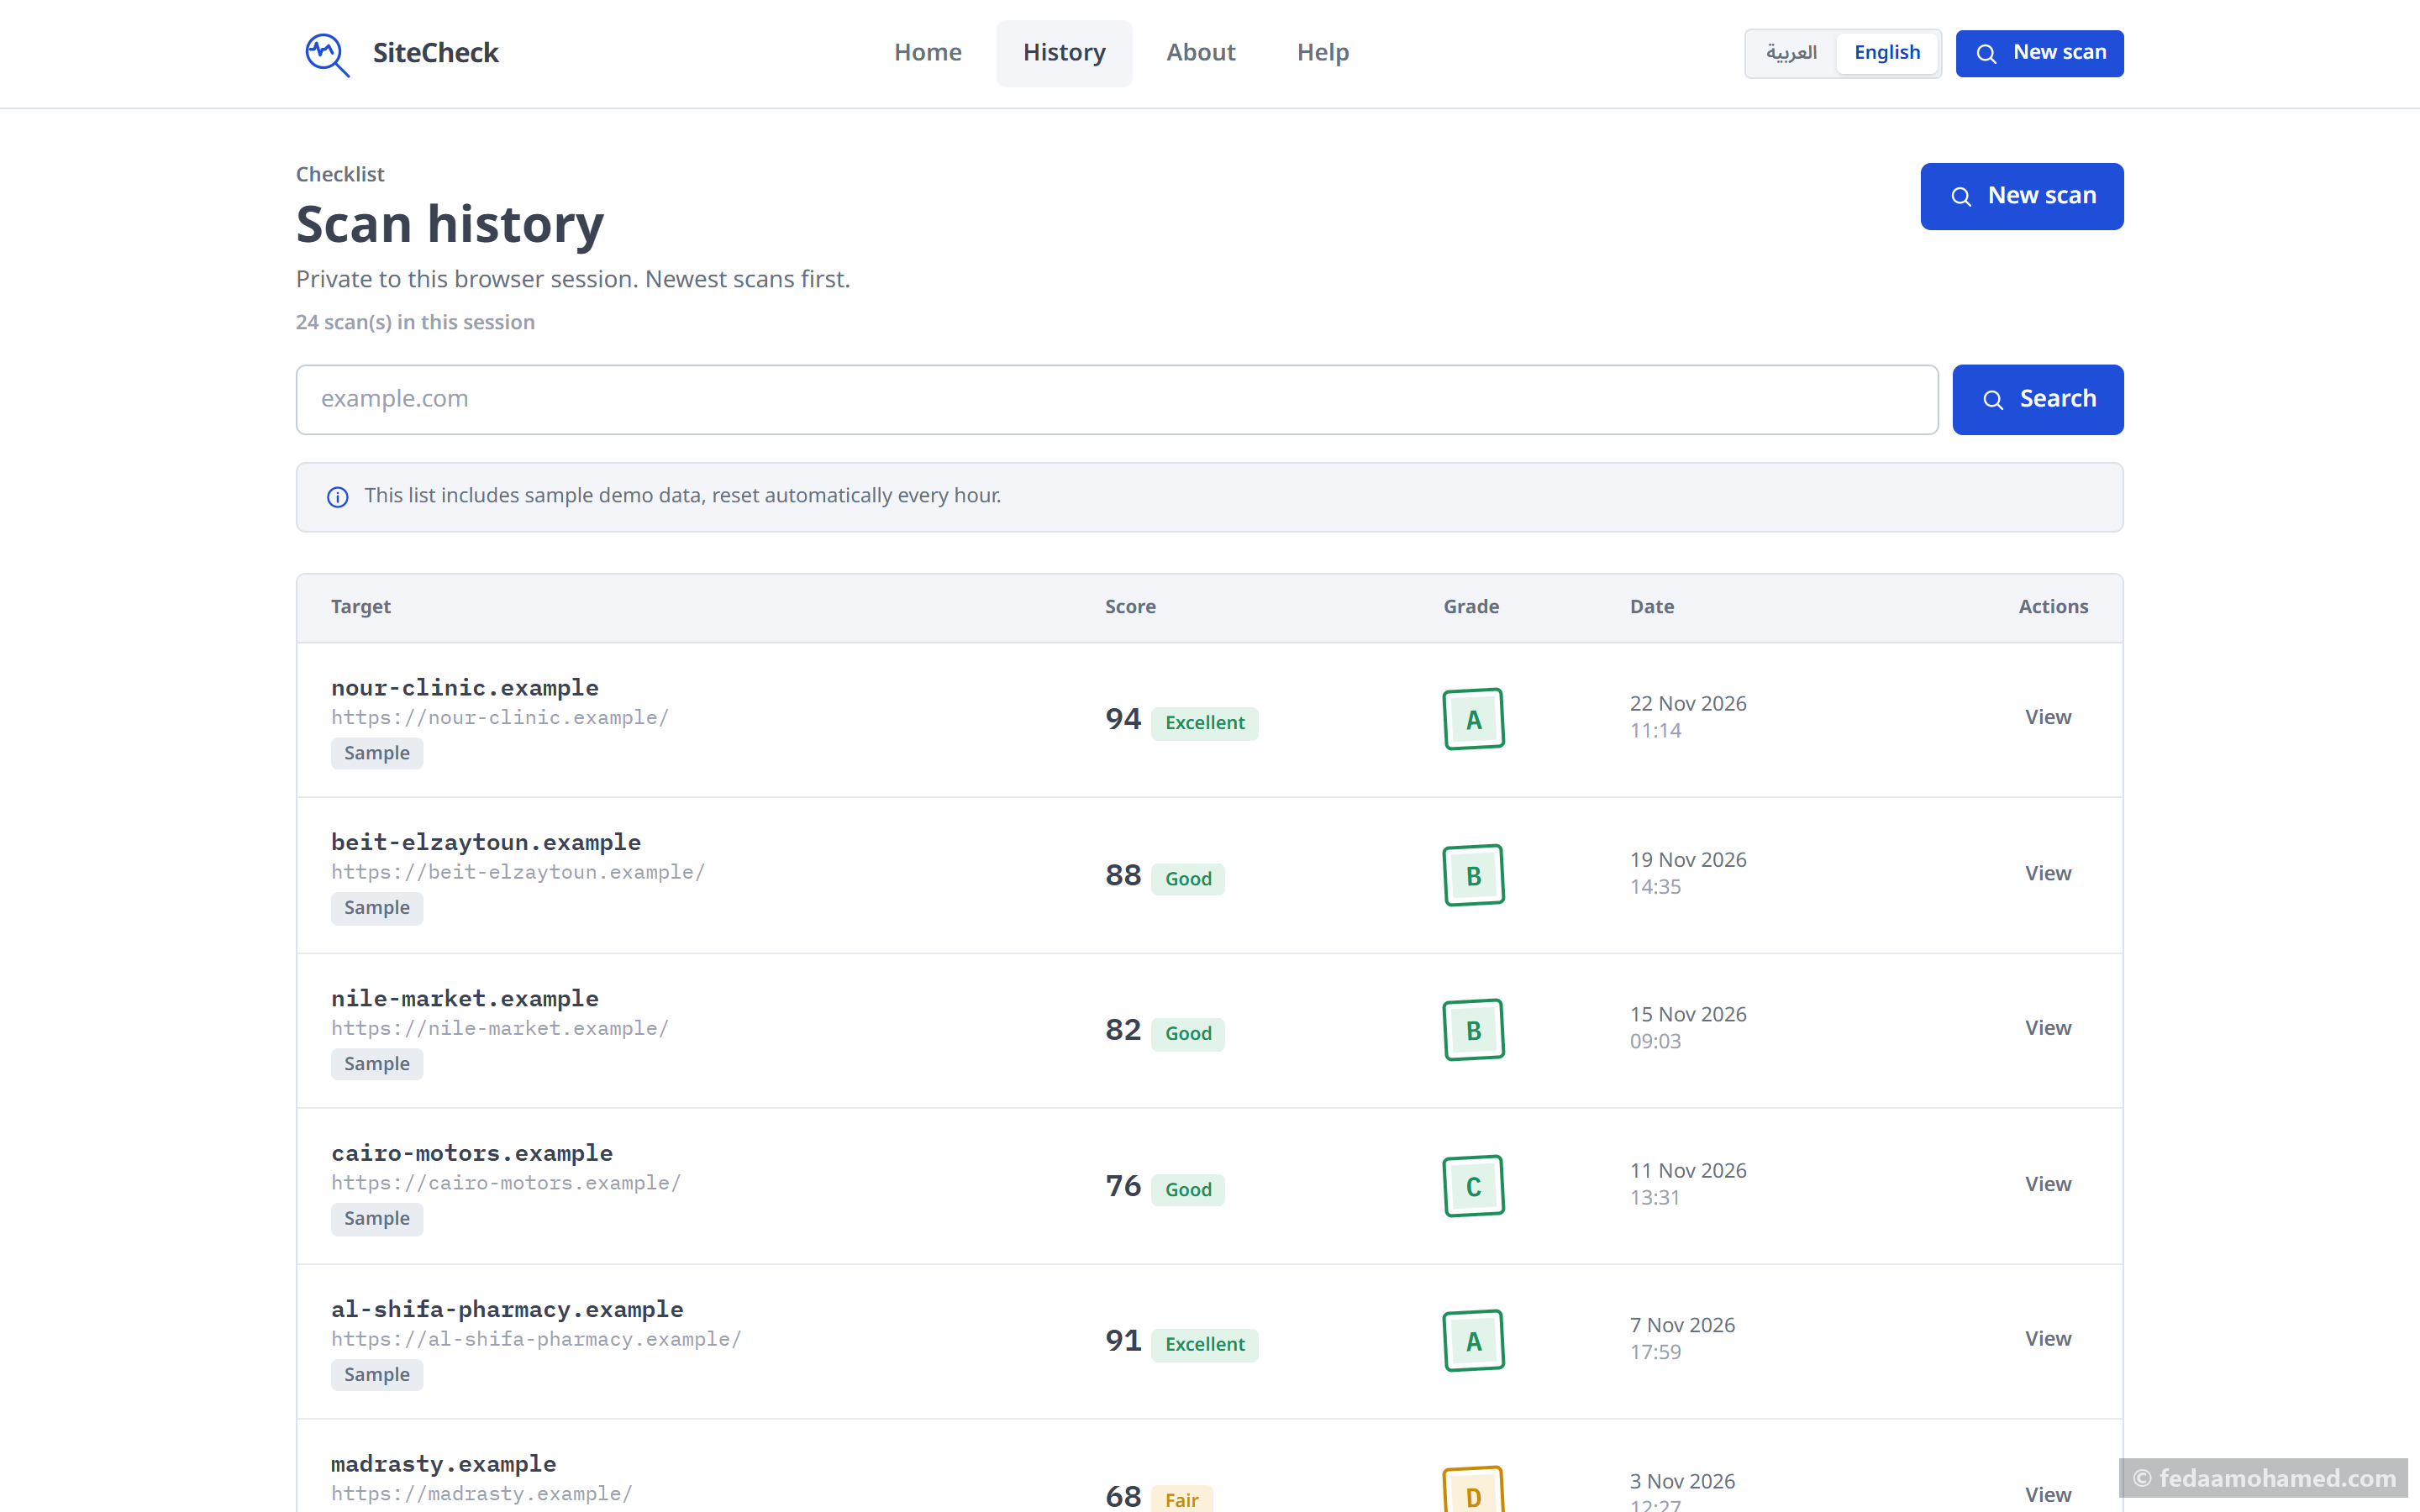 SiteCheck
Home
History
About
Help
العربية
English
New scan
Checklist
Scan history
New scan
Private to this browser session. Newest scans first.
24 scan(s) in this session
example.com
Search
This list includes sample demo data, reset automatically every hour.
Target Score Grade Date Actions
nour-clinic.example
https://nour-clinic.example/
Sample
94 Excellent
A
22 Nov 2026
11:14
View
beit-elzaytoun.example
https://beit-elzaytoun.example/
Sample
88 Good
B
19 Nov 2026
14:35
View
nile-market.example
https://nile-market.example/
Sample
82 Good
B
15 Nov 2026
09:03
View
cairo-motors.example
https://cairo-motors.example/
Sample
76 Good
C
11 Nov 2026
13:31
View
al-shifa-pharmacy.example
https://al-shifa-pharmacy.example/
Sample
91 Excellent
A
7 Nov 2026
17:59
View
madrasty.example
https://madrasty.example/
68 Fair
D
3 Nov 2026
12:27
View
© fedaamohamed.com